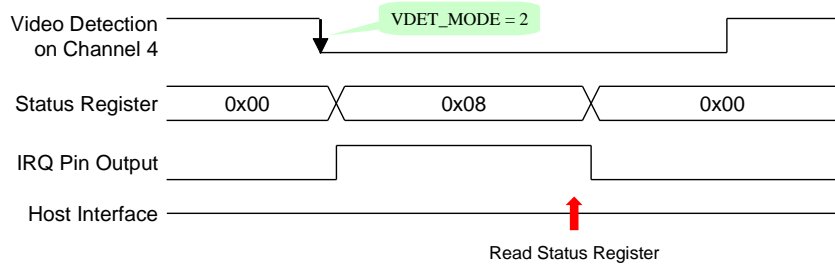 Video Detection
on Channel 4
VDET_MODE = 2
Status Register
0x00
0x08
0x00
IRQ Pin Output
Host Interface
Read Status Register